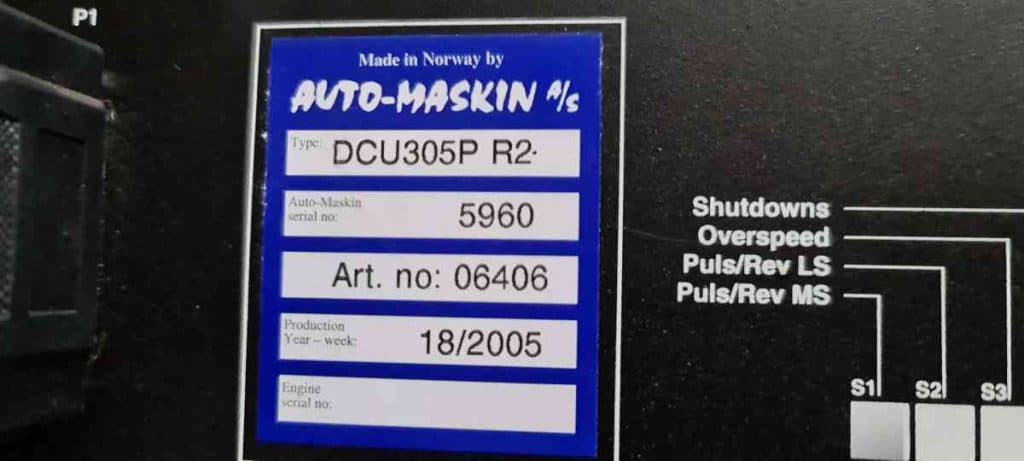 P1
Made in Norway by
AUTO-MASKIN A/S
Type: DCU305P R2·
Auto-Maskin
serial no: 5960
Art. no: 06406
Production
Year – week: 18/2005
Engine
serial no:
Shutdowns
Overspeed
Puls/Rev LS
Puls/Rev MS
S1 S2 S3